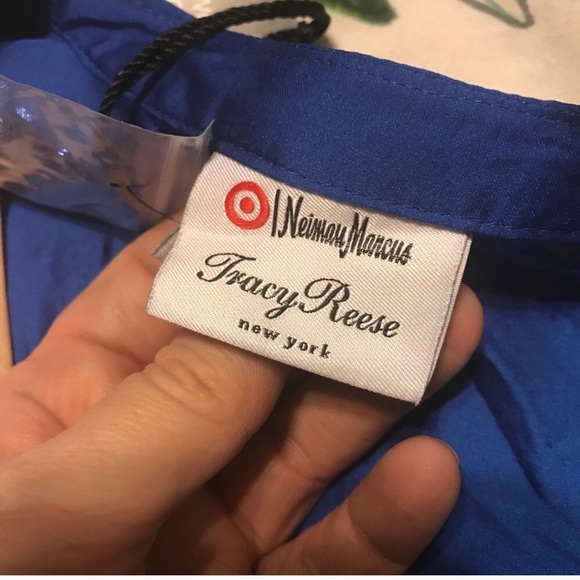 Neiman Marcus
Tracy Reese
new york